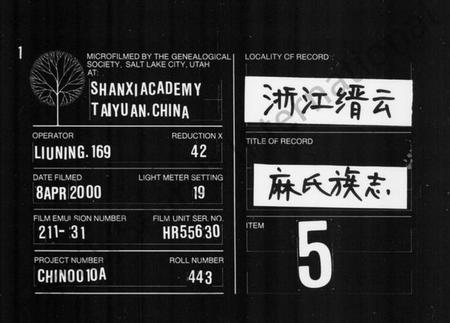 1
MICROFILMED BY THE GENEALOGICAL
SOCIETY, SALT LAKE CITY, UTAH
AT:
SHANXI ACADEMY
TAIYUAN.CHINA
OPERATOR REDUCTION X
LIUNING.169 42
DATE FILMED LIGHT METER SETTING
8APR2000 19
FILM EMULSION NUMBER FILM UNIT SER. NO.
211-31 HR55630
PROJECT NUMBER ROLL NUMBER
CHINO010A 443
LOCALITY OF RECORD
浙江缙云
TITLE OF RECORD
麻氏族志.
ITEM
5